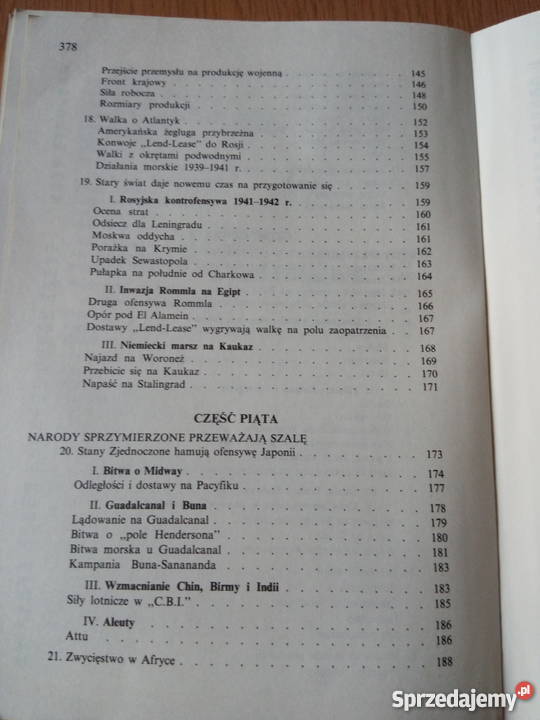 378
Przejście przemysłu na produkcję wojenną . . . . . . . . 145
Front krajowy . . . . . . . . 146
Siła robocza . . . . . . . . 148
Rozmiary produkcji . . . . . . . . 150
18. Walka o Atlantyk . . . . . . . . 152
Amerykańska żegluga przybrzeżna . . . . . . . . 153
Konwoje „Lend-Lease" do Rosji . . . . . . . . 154
Walki z okrętami podwodnymi . . . . . . . . 155
Działania morskie 1939–1941 r. . . . . . . . . 157
19. Stary świat daje nowemu czas na przygotowanie się . . . . . . . . 159
I. Rosyjska kontrofensywa 1941–1942 r. . . . . . . . . 159
Ocena strat . . . . . . . . 160
Odsiecz dla Leningradu . . . . . . . . 161
Moskwa oddycha . . . . . . . . 161
Porażka na Krymie . . . . . . . . 162
Upadek Sewastopola . . . . . . . . 163
Pułapka na południe od Charkowa . . . . . . . . 164
II. Inwazja Rommla na Egipt . . . . . . . . 165
Druga ofensywa Rommla . . . . . . . . 166
Opór pod El Alamein . . . . . . . . 167
Dostawy „Lend-Lease" wygrywają walkę na polu zaopatrzenia . . 167
III. Niemiecki marsz na Kaukaz . . . . . . . . 168
Najazd na Woroneż . . . . . . . . 169
Przebicie się na Kaukaz . . . . . . . . 170
Napaść na Stalingrad . . . . . . . . 171
CZĘŚĆ PIĄTA
NARODY SPRZYMIERZONE PRZEWAŻAJĄ SZALĘ
20. Stany Zjednoczone hamują ofensywę Japonii . . . . . . . . 173
I. Bitwa o Midway . . . . . . . . 174
Odległości i dostawy na Pacyfiku . . . . . . . . 177
II. Guadalcanal i Buna . . . . . . . . 178
Lądowanie na Guadalcanal . . . . . . . . 179
Bitwa o „pole Hendersona" . . . . . . . . 180
Bitwa morska u Guadalcanal . . . . . . . . 181
Kampania Buna-Sanananda . . . . . . . . 183
III. Wzmacnianie Chin, Birmy i Indii . . . . . . . . 183
Siły lotnicze w „C.B.I." . . . . . . . . 185
IV. Aleuty . . . . . . . . 186
Attu . . . . . . . . 186
21. Zwycięstwo w Afryce . . . . . . . . 188
Sprzedajemy.pl